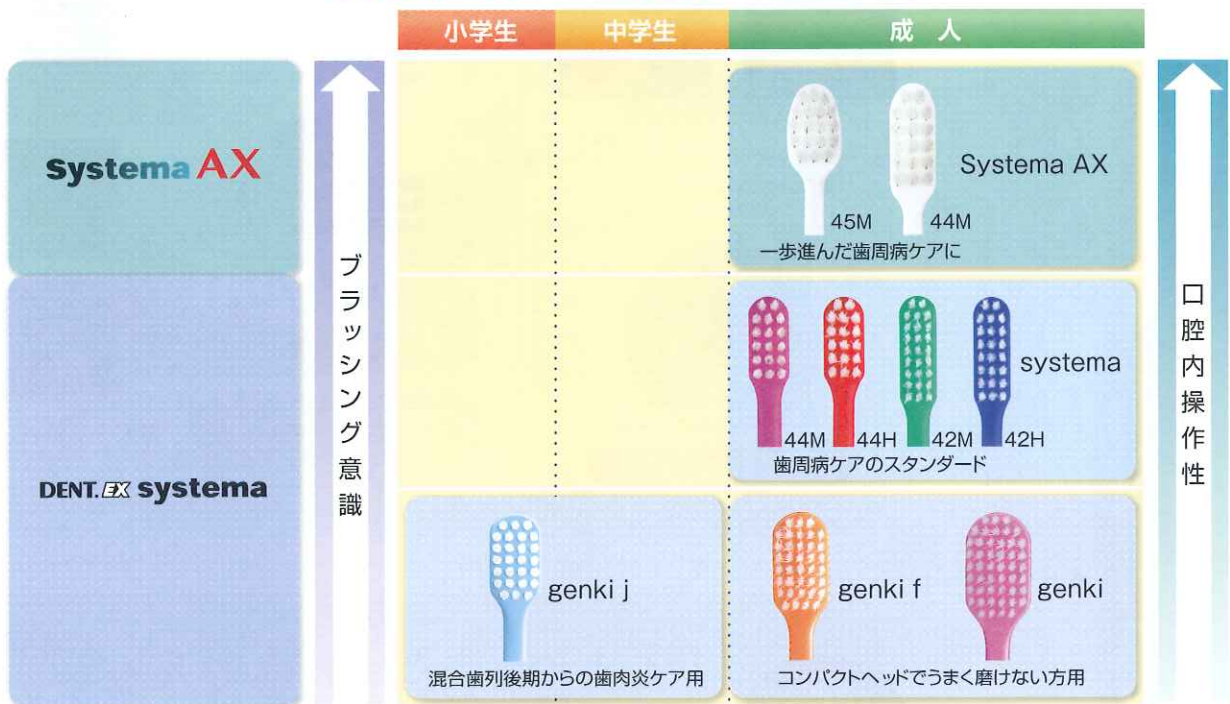 小学生
中学生
成人
Systema AX
ブラッシング意識
口腔内操作性
Systema AX
45M
44M
一歩進んだ歯周病ケアに
DENT.EX systema
systema
44M
44H
42M
42H
歯周病ケアのスタンダード
genki j
混合歯列後期からの歯肉炎ケア用
genki f
genki
コンパクトヘッドでうまく磨けない方用